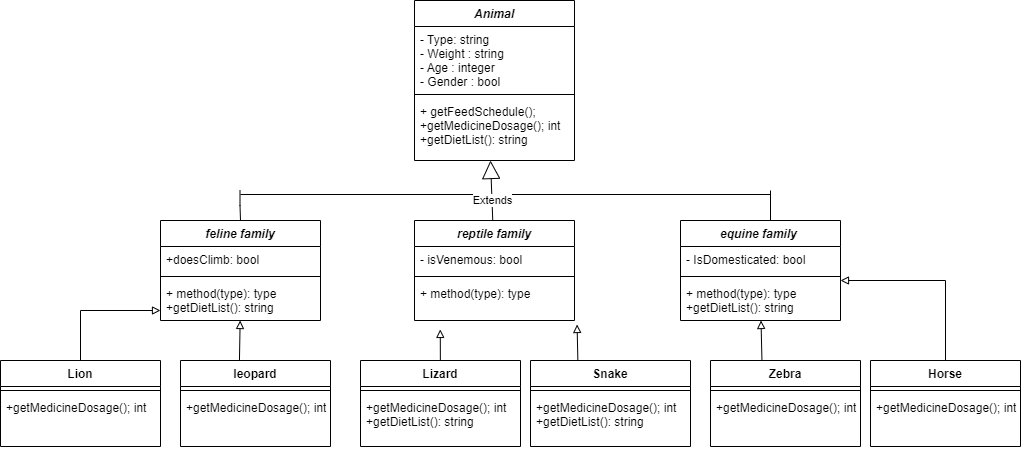 Animal
- Type: string
- Weight : string
- Age : integer
- Gender : bool
+ getFeedSchedule();
+getMedicineDosage(); int
+getDietList(): string
Extends
feline family
+doesClimb: bool
+ method(type): type
+getDietList(): string
reptile family
- isVenemous: bool
+ method(type): type
equine family
- IsDomesticated: bool
+ method(type): type
+getDietList(): string
Lion
+getMedicineDosage(); int
leopard
+getMedicineDosage(); int
Lizard
+getMedicineDosage(); int
+getDietList(): string
Snake
+getMedicineDosage(); int
+getDietList(): string
Zebra
+getMedicineDosage(); int
Horse
+getMedicineDosage(); int